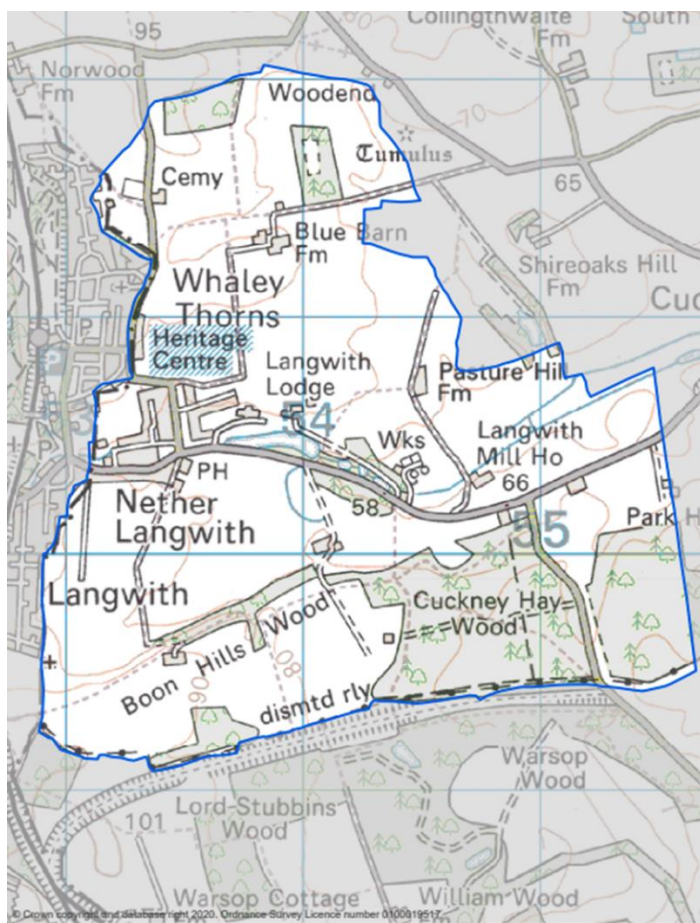 Collingthwaite
Fm
South
95
Norwood
Fm
Woodend
70
Tumulus
Cemy
65
Blue Barn
Fm
Shireoaks Hill
Fm
Cuc
Whaley
Thorns
P
Heritage
Centre
Langwith
Lodge
Pasture Hill
Fm
54
Wks
Langwith
Mill Ho
PH
58
66
Nether
Langwith
55
Park H
Langwith
Cuckney Hay
Wood
Boon Hills Wood
80
90
dismtd rly
Warsop
Wood
Lord-Stubbins
Wood
101
Warsop Cottage
William Wood
© Crown copyright and database right 2020. Ordnance Survey Licence number 0100019517